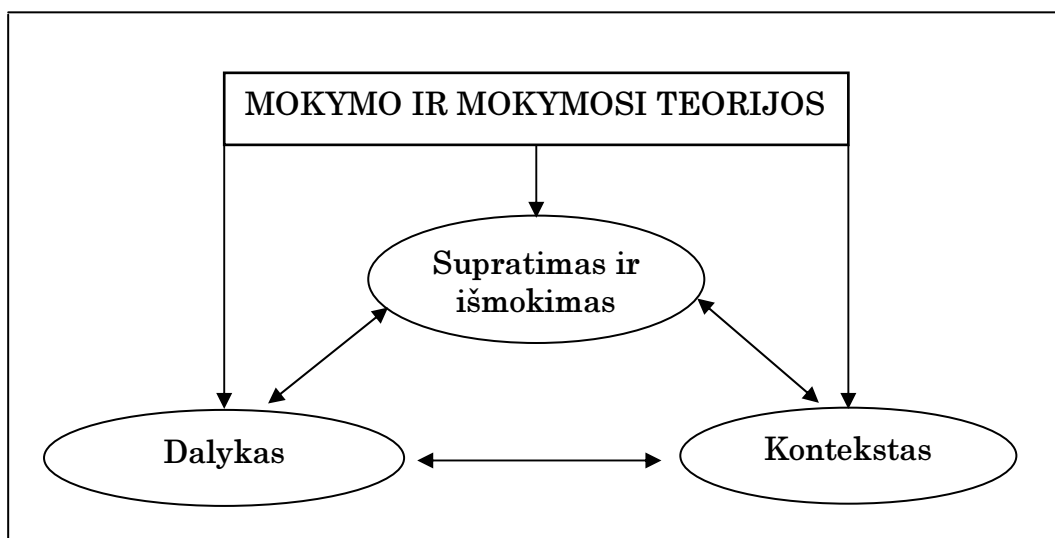 MOKYMO IR MOKYMOSI TEORIJOS
Supratimas ir
išmokimas
Dalykas
Kontekstas